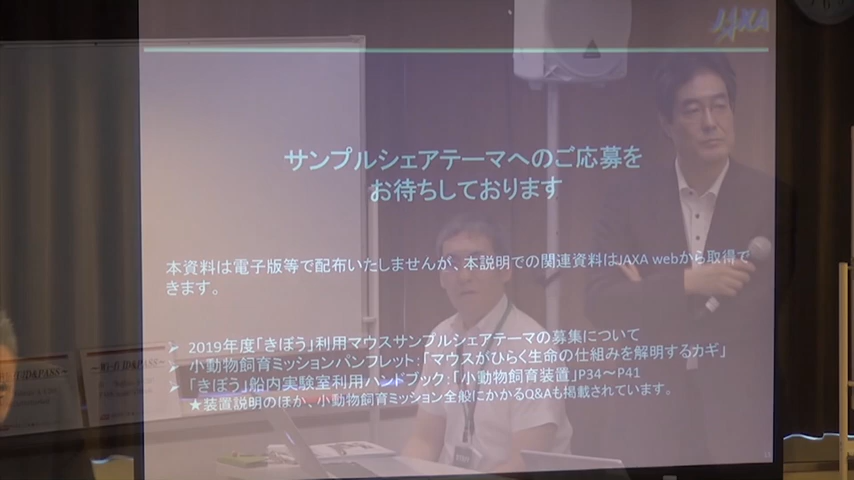 JAXA
サンプルシェアテーマへのご応募を
お待ちしております
本資料は電子版等で配布いたしませんが、本説明での関連資料はJAXA webから取得で
きます。
➢ 2019年度「きぼう」利用マウスサンプルシェアテーマの募集について
➢ 小動物飼育ミッションパンフレット:「マウスがひらく生命の仕組みを解明するカギ」
➢ 「きぼう」船内実験室利用ハンドブック:「小動物飼育装置」P34～P41
★装置説明のほか、小動物飼育ミッション全般にかかるQ&Aも掲載されています。